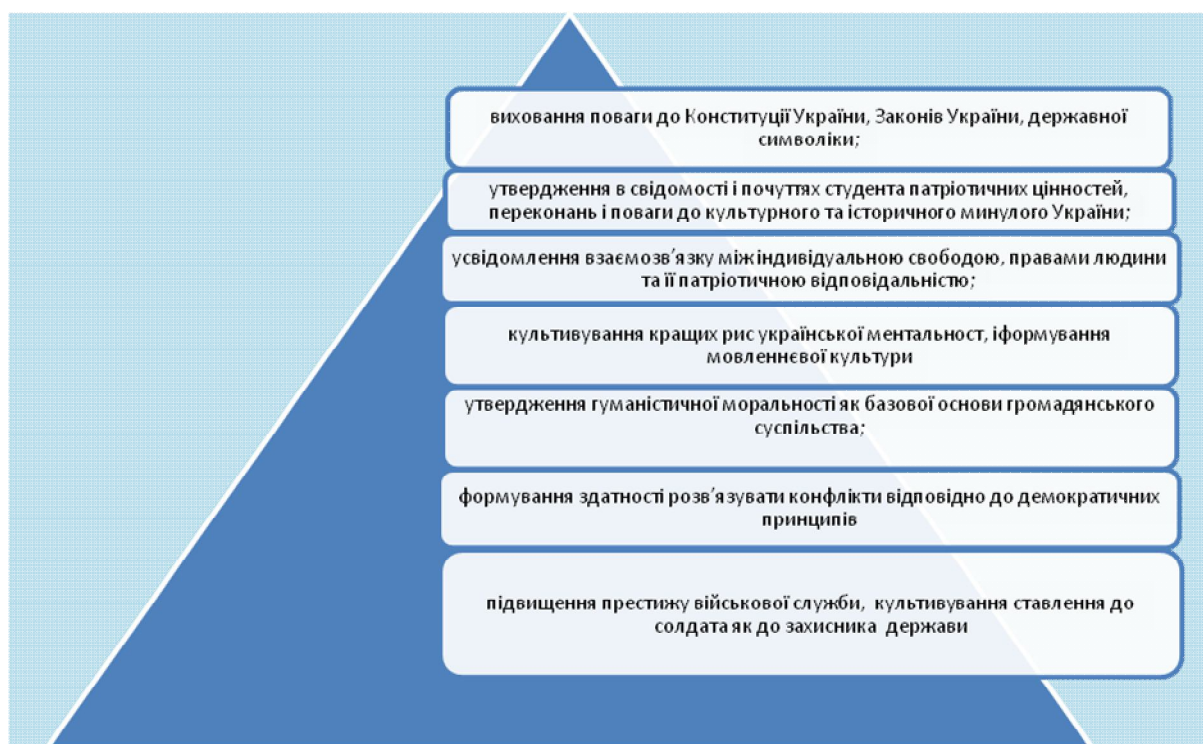 виховання поваги до Конституції України, Законів України, державної
символіки;
утвердження в свідомості і почуттях студента патріотичних цінностей,
переконань і поваги до культурного та історичного минулого України;
усвідомлення взаємозв’язку міжіндивідуальною свободою, правами людини
та її патріотичною відповідальністю;
культивування кращих рис української ментальност, іформування
мовленнєвої культури
утвердження гуманістичної моральності як базової основи громадянського
суспільства;
формування здатності розв’язувати конфлікти відповідно до демократичних
принципів
підвищення престижу військової служби, культивування ставлення до
солдата як до захисника держави